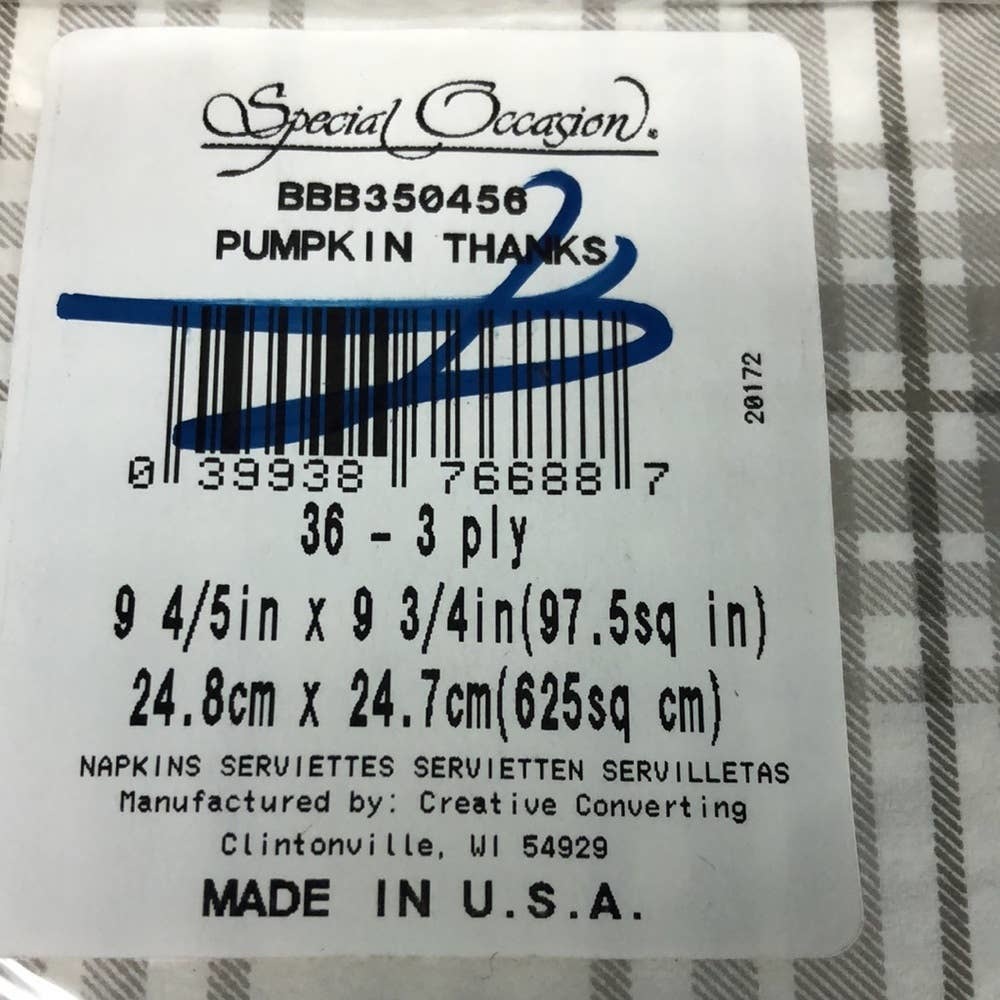 Special Occasion®
BBB350456
PUMPKIN THANKS
20172
0 39938 76688 7
36 - 3 ply
9 4/5in x 9 3/4in(97.5sq in)
24.8cm x 24.7cm(625sq cm)
NAPKINS SERVIETTES SERVIETTEN SERVILLETAS
Manufactured by: Creative Converting
Clintonville, WI 54929
MADE IN U.S.A.